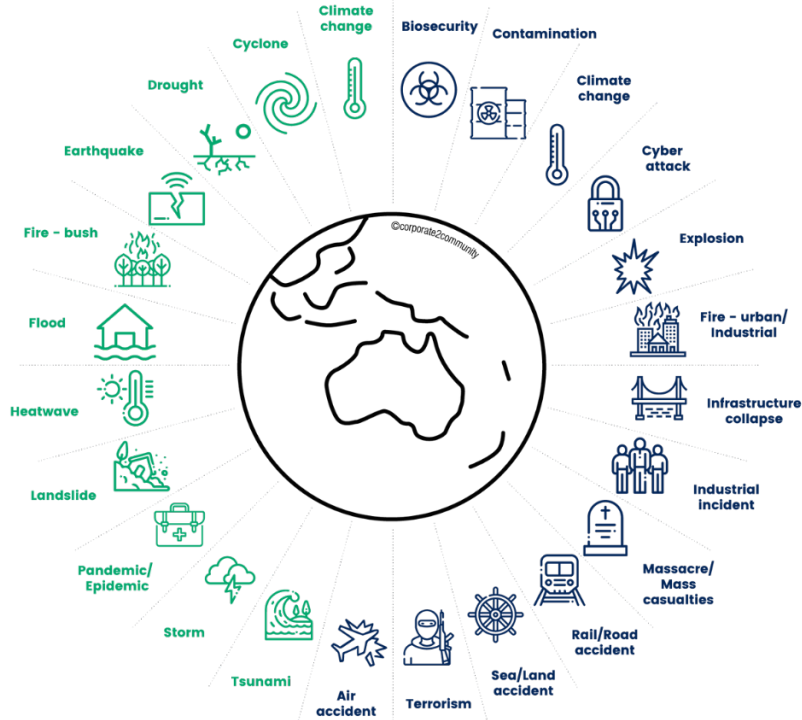 Climate
change
Biosecurity
Contamination
Climate
change
Cyber
attack
Explosion
Fire - urban/
Industrial
Infrastructure
collapse
Industrial
incident
Massacre/
Mass
casualties
Rail/Road
accident
Sea/Land
accident
Terrorism
Air
accident
Tsunami
Storm
Pandemic/
Epidemic
Landslide
Heatwave
Flood
Fire - bush
Earthquake
Drought
Cyclone
©corporate2community